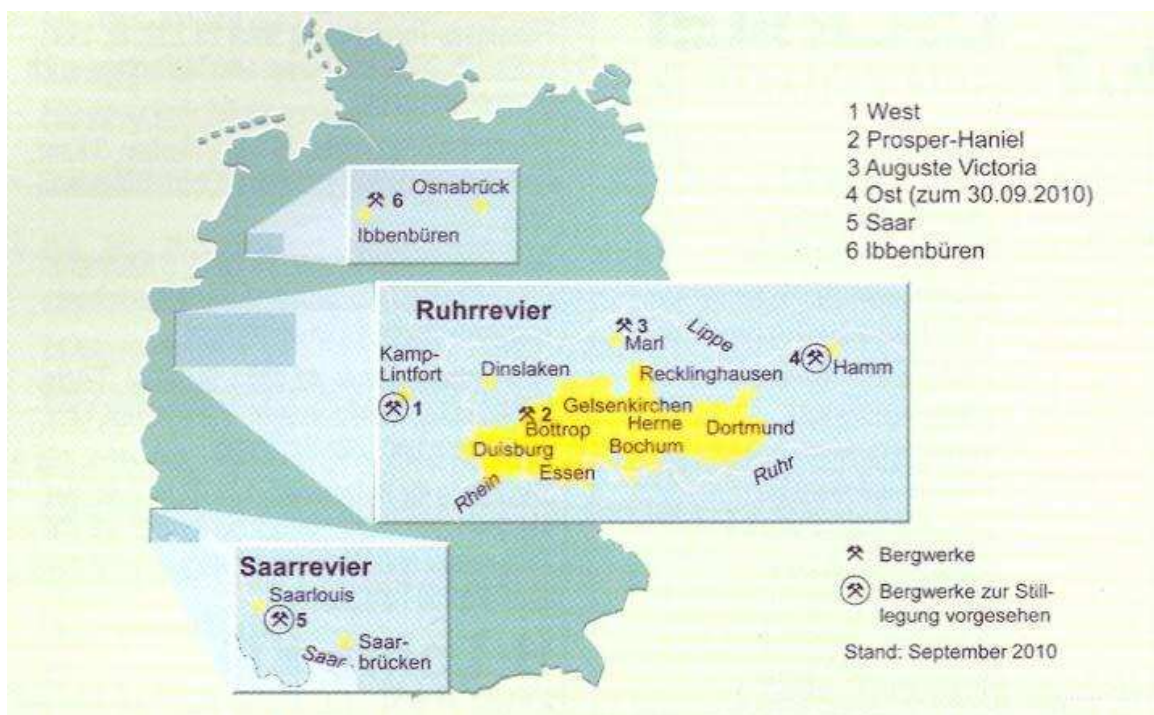 1 West
2 Prosper-Haniel
3 Auguste Victoria
4 Ost (zum 30.09.2010)
5 Saar
6 Ibbenbüren
Osnabrück
6
Ibbenbüren
Ruhrrevier
3
Marl
Lippe
Kamp-
Lintfort
1
Dinslaken
Recklinghausen
4
Hamm
Gelsenkirchen
2
Bottrop
Herne
Dortmund
Duisburg
Bochum
Essen
Rhein
Ruhr
Saarrevier
Saarlouis
5
Saar
Saar-
brücken
Bergwerke
Bergwerke zur Still-
legung vorgesehen
Stand: September 2010